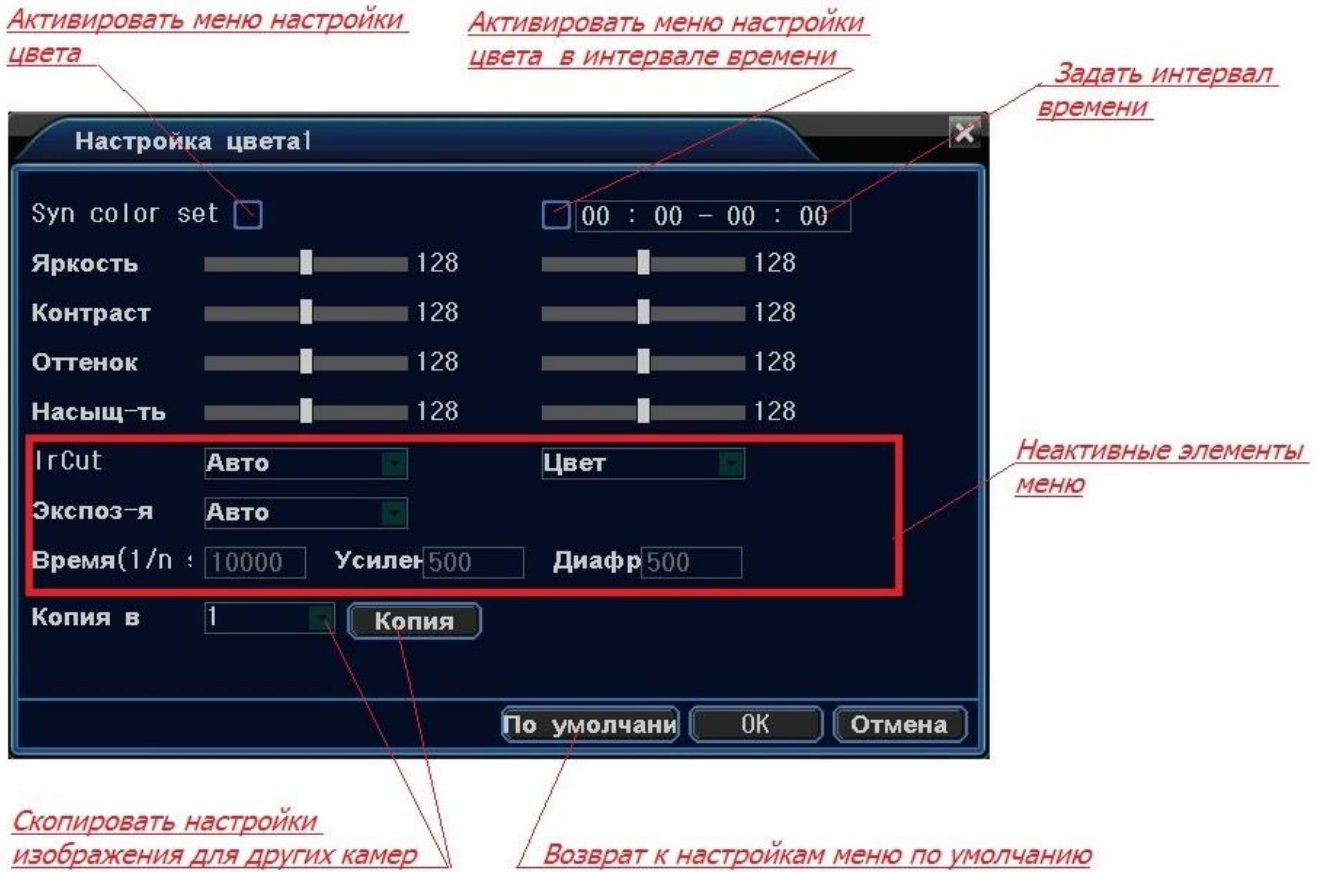 Активировать меню настройки
цвета
Активировать меню настройки
цвета в интервале времени
Задать интервал
времени
Настройка цвета1
Syn color set
00 : 00 - 00 : 00
Яркость 128 128
Контраст 128 128
Оттенок 128 128
Насыщ-ть 128 128
IrCut Авто Цвет
Экспоз-я Авто
Время(1/n : 10000 Усилен 500 Диафр 500
Неактивные элементы
меню
Копия в 1 Копия
По умолчани OK Отмена
Скопировать настройки
изображения для других камер
Возврат к настройкам меню по умолчанию